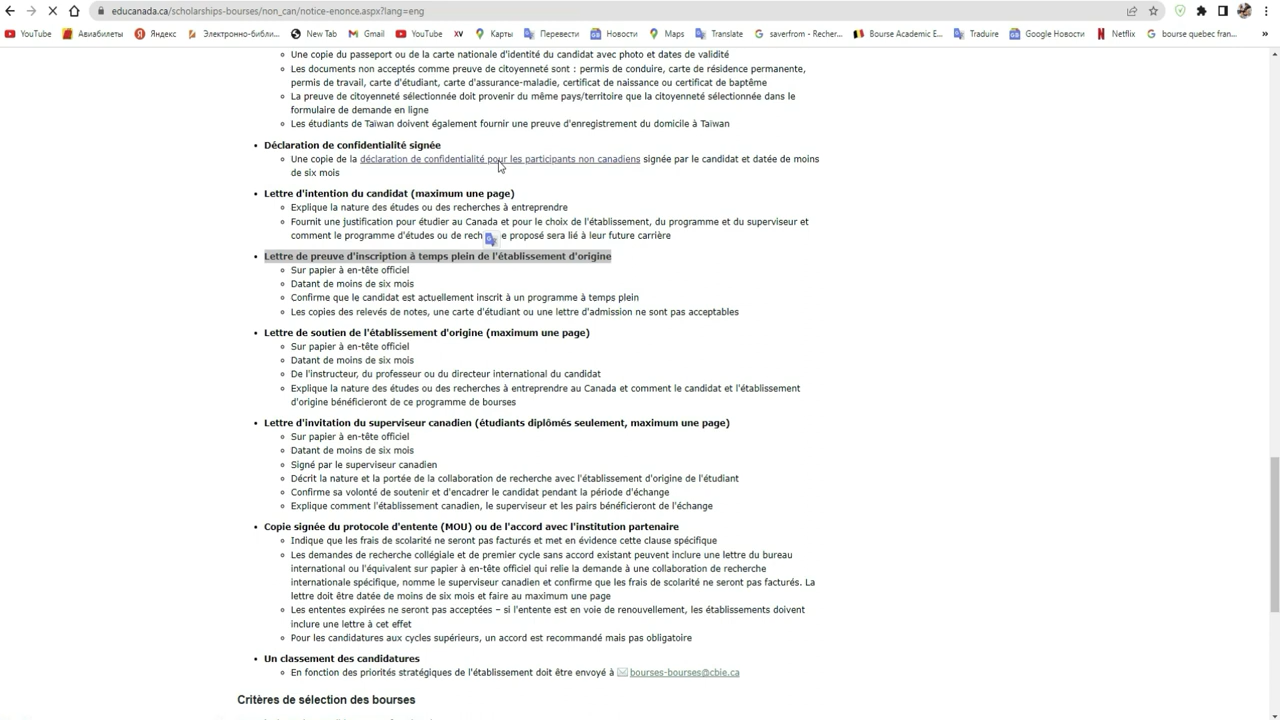 educanada.ca/scholarships-bourses/non_can/notice-enonce.aspx?lang=eng
YouTube Авиабилеты Яндекс Электронно-библи... New Tab Gmail YouTube Карты Перевести Новости Maps Translate saverfrom - Recher... Bourse Academic E... Traduire Google Новости Netflix bourse quebec fran... »
Une copie du passeport ou de la carte nationale d'identité du candidat avec photo et dates de validité
Les documents non acceptés comme preuve de citoyenneté sont : permis de conduire, carte de résidence permanente,
permis de travail, carte d'étudiant, carte d'assurance-maladie, certificat de naissance ou certificat de baptême
La preuve de citoyenneté sélectionnée doit provenir du même pays/territoire que la citoyenneté sélectionnée dans le
formulaire de demande en ligne
Les étudiants de Taïwan doivent également fournir une preuve d'enregistrement du domicile à Taïwan
Déclaration de confidentialité signée
Une copie de la déclaration de confidentialité pour les participants non canadiens signée par le candidat et datée de moins
de six mois
Lettre d'intention du candidat (maximum une page)
Explique la nature des études ou des recherches à entreprendre
Fournit une justification pour étudier au Canada et pour le choix de l'établissement, du programme et du superviseur et
comment le programme d'études ou de rech e proposé sera lié à leur future carrière
Lettre de preuve d'inscription à temps plein de l'établissement d'origine
Sur papier à en-tête officiel
Datant de moins de six mois
Confirme que le candidat est actuellement inscrit à un programme à temps plein
Les copies des relevés de notes, une carte d'étudiant ou une lettre d'admission ne sont pas acceptables
Lettre de soutien de l'établissement d'origine (maximum une page)
Sur papier à en-tête officiel
Datant de moins de six mois
De l'instructeur, du professeur ou du directeur international du candidat
Explique la nature des études ou des recherches à entreprendre au Canada et comment le candidat et l'établissement
d'origine bénéficieront de ce programme de bourses
Lettre d'invitation du superviseur canadien (étudiants diplômés seulement, maximum une page)
Sur papier à en-tête officiel
Datant de moins de six mois
Signé par le superviseur canadien
Décrit la nature et la portée de la collaboration de recherche avec l'établissement d'origine de l'étudiant
Confirme sa volonté de soutenir et d'encadrer le candidat pendant la période d'échange
Explique comment l'établissement canadien, le superviseur et les pairs bénéficieront de l'échange
Copie signée du protocole d'entente (MOU) ou de l'accord avec l'institution partenaire
Indique que les frais de scolarité ne seront pas facturés et met en évidence cette clause spécifique
Les demandes de recherche collégiale et de premier cycle sans accord existant peuvent inclure une lettre du bureau
international ou l'équivalent sur papier à en-tête officiel qui relie la demande à une collaboration de recherche
internationale spécifique, nomme le superviseur canadien et confirme que les frais de scolarité ne seront pas facturés. La
lettre doit être datée de moins de six mois et faire au maximum une page
Les ententes expirées ne seront pas acceptées – si l'entente est en voie de renouvellement, les établissements doivent
inclure une lettre à cet effet
Pour les candidatures aux cycles supérieurs, un accord est recommandé mais pas obligatoire
Un classement des candidatures
En fonction des priorités stratégiques de l'établissement doit être envoyé à bourses-bourses@cbie.ca
Critères de sélection des bourses